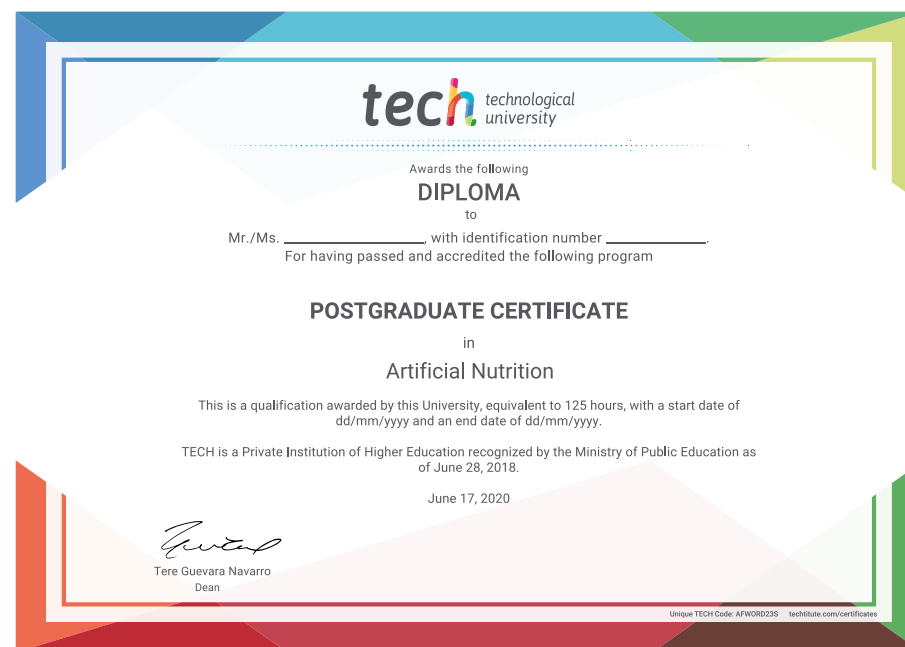 tech technological
university
Awards the following
DIPLOMA
to
Mr./Ms. ____________________, with identification number ______________.
For having passed and accredited the following program
POSTGRADUATE CERTIFICATE
in
Artificial Nutrition
This is a qualification awarded by this University, equivalent to 125 hours, with a start date of
dd/mm/yyyy and an end date of dd/mm/yyyy.
TECH is a Private Institution of Higher Education recognized by the Ministry of Public Education as
of June 28, 2018.
June 17, 2020
Tere Guevara Navarro
Dean
Unique TECH Code: AFWORD23S techtitute.com/certificates